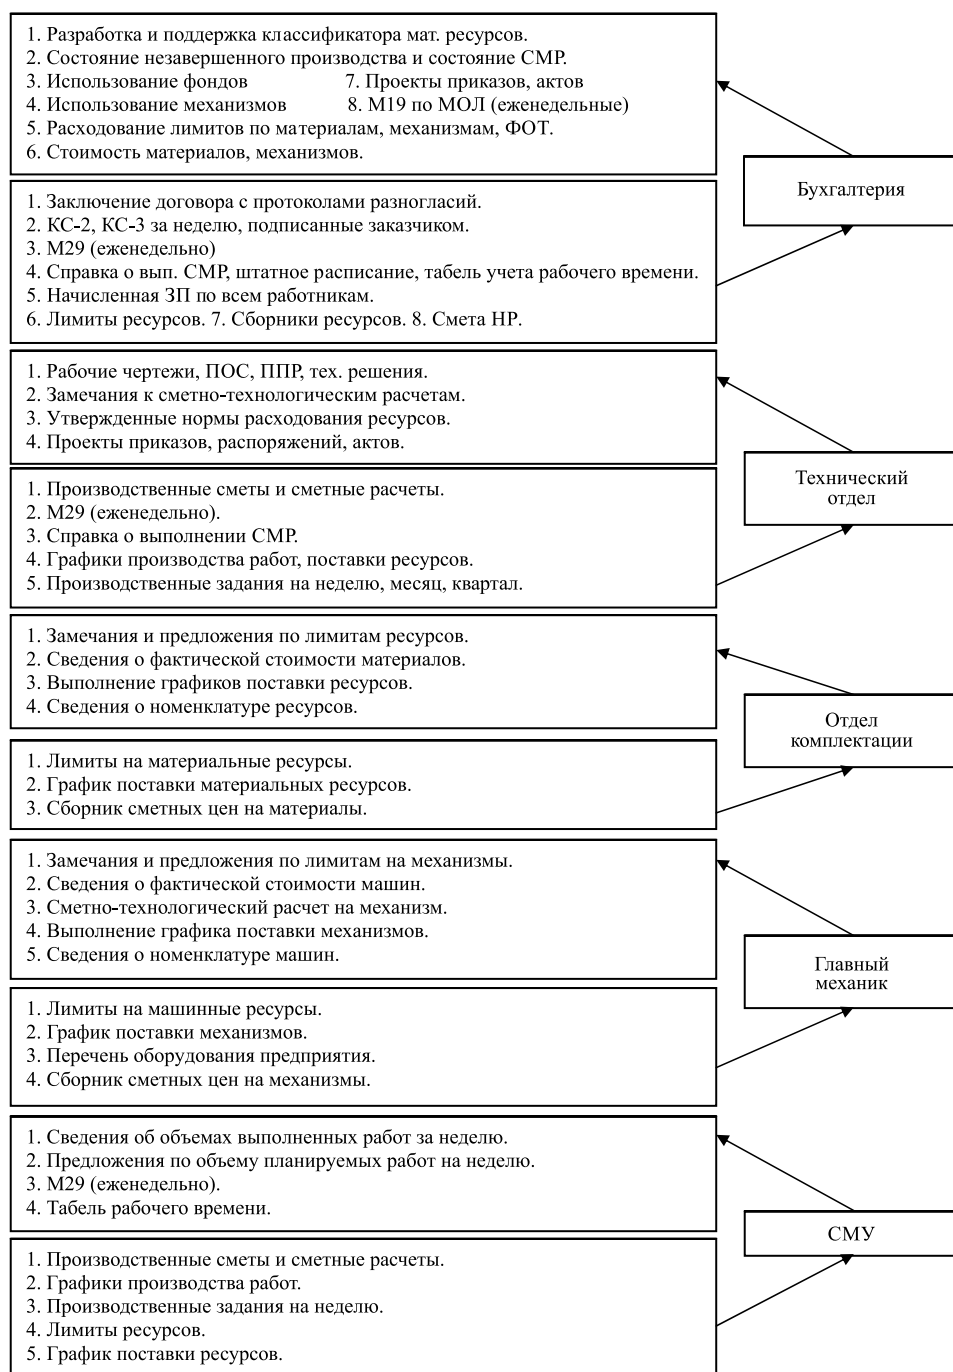 1. Разработка и поддержка классификатора мат. ресурсов.
2. Состояние незавершенного производства и состояние СМР.
3. Использование фондов 7. Проекты приказов, актов
4. Использование механизмов 8. М19 по МОЛ (еженедельные)
5. Расходование лимитов по материалам, механизмам, ФОТ.
6. Стоимость материалов, механизмов.
Бухгалтерия
1. Заключение договора с протоколами разногласий.
2. КС-2, КС-3 за неделю, подписанные заказчиком.
3. М29 (еженедельно)
4. Справка о вып. СМР, штатное расписание, табель учета рабочего времени.
5. Начисленная ЗП по всем работникам.
6. Лимиты ресурсов. 7. Сборники ресурсов. 8. Смета НР.
1. Рабочие чертежи, ПОС, ППР, тех. решения.
2. Замечания к сметно-технологическим расчетам.
3. Утвержденные нормы расходования ресурсов.
4. Проекты приказов, распоряжений, актов.
Технический
отдел
1. Производственные сметы и сметные расчеты.
2. М29 (еженедельно).
3. Справка о выполнении СМР.
4. Графики производства работ, поставки ресурсов.
5. Производственные задания на неделю, месяц, квартал.
1. Замечания и предложения по лимитам ресурсов.
2. Сведения о фактической стоимости материалов.
3. Выполнение графиков поставки ресурсов.
4. Сведения о номенклатуре ресурсов.
Отдел
комплектации
1. Лимиты на материальные ресурсы.
2. График поставки материальных ресурсов.
3. Сборник сметных цен на материалы.
1. Замечания и предложения по лимитам на механизмы.
2. Сведения о фактической стоимости машин.
3. Сметно-технологический расчет на механизм.
4. Выполнение графика поставки механизмов.
5. Сведения о номенклатуре машин.
Главный
механик
1. Лимиты на машинные ресурсы.
2. График поставки механизмов.
3. Перечень оборудования предприятия.
4. Сборник сметных цен на механизмы.
1. Сведения об объемах выполненных работ за неделю.
2. Предложения по объему планируемых работ на неделю.
3. М29 (еженедельно).
4. Табель рабочего времени.
СМУ
1. Производственные сметы и сметные расчеты.
2. Графики производства работ.
3. Производственные задания на неделю.
4. Лимиты ресурсов.
5. График поставки ресурсов.